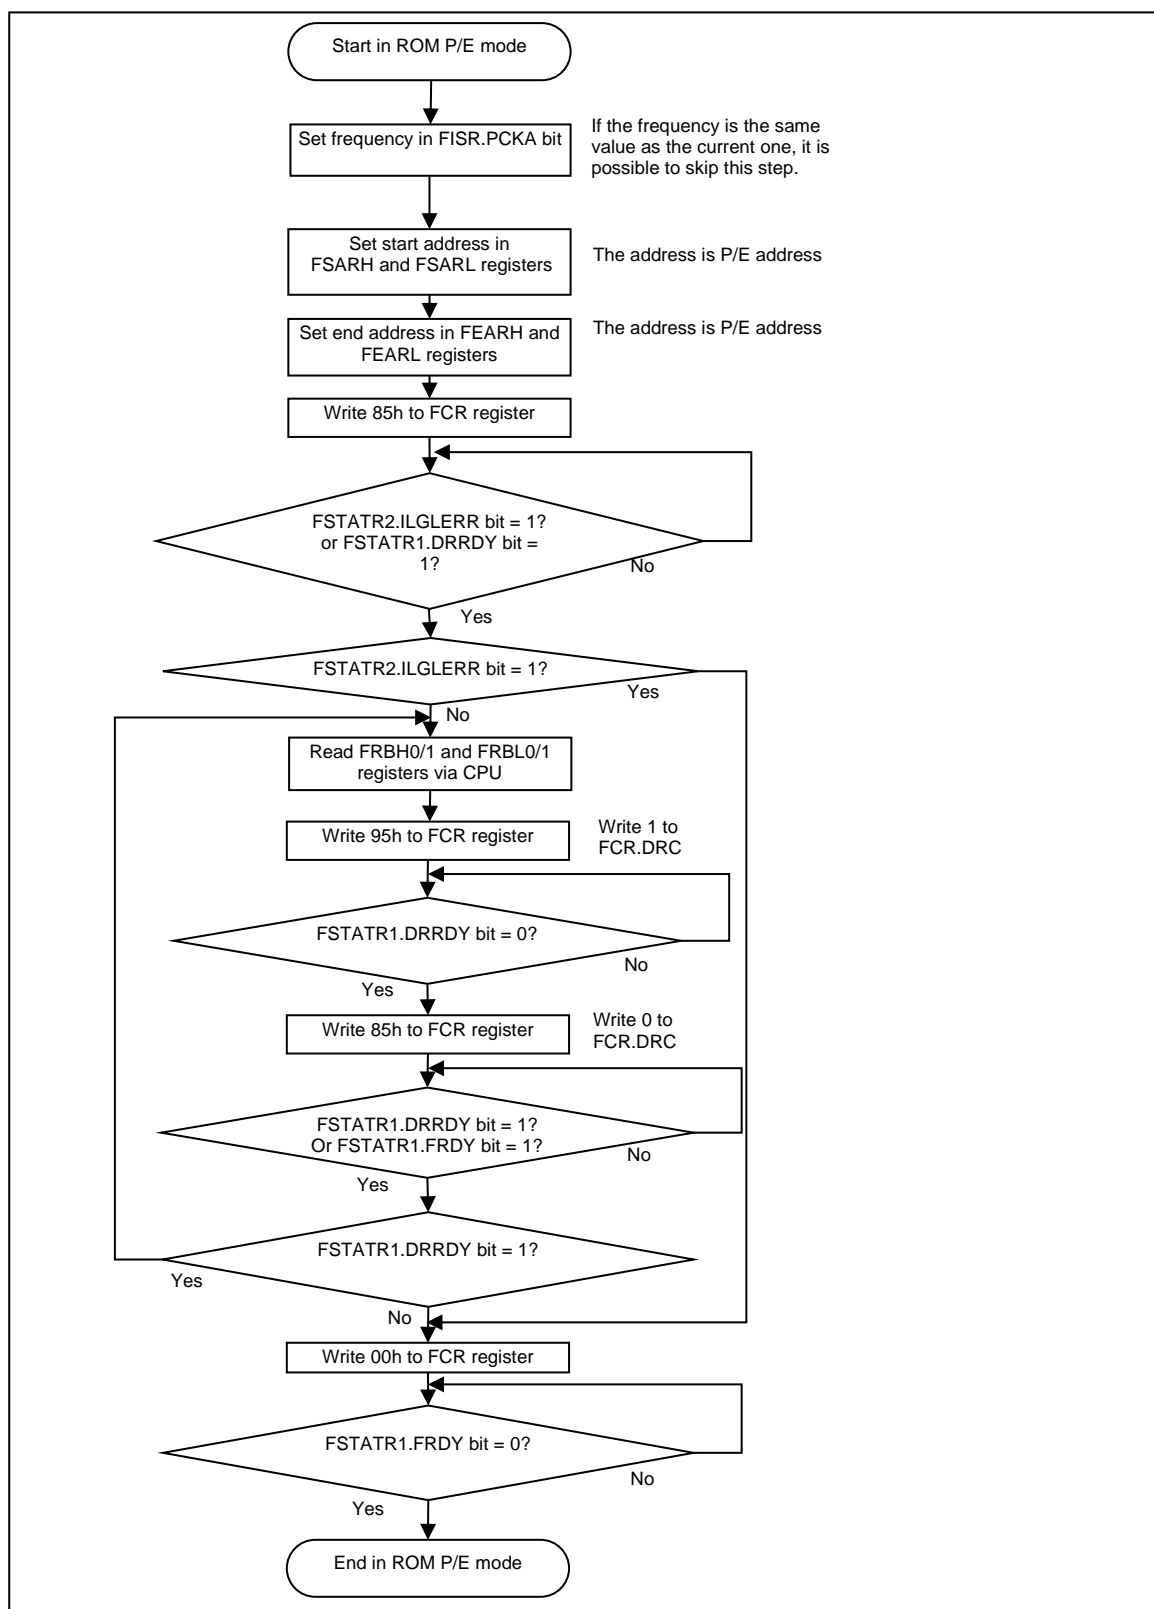 Start in ROM P/E mode
Set frequency in FISR.PCKA bit
If the frequency is the same
value as the current one, it is
possible to skip this step.
Set start address in
FSARH and FSARL registers
The address is P/E address
Set end address in FEARH and
FEARL registers
The address is P/E address
Write 85h to FCR register
FSTATR2.ILGLERR bit = 1?
or FSTATR1.DRRDY bit =
1?
No
Yes
FSTATR2.ILGLERR bit = 1?
Yes
No
Read FRBH0/1 and FRBL0/1
registers via CPU
Write 95h to FCR register
Write 1 to
FCR.DRC
FSTATR1.DRRDY bit = 0?
No
Yes
Write 85h to FCR register
Write 0 to
FCR.DRC
FSTATR1.DRRDY bit = 1?
Or FSTATR1.FRDY bit = 1?
No
Yes
FSTATR1.DRRDY bit = 1?
Yes
No
Write 00h to FCR register
FSTATR1.FRDY bit = 0?
No
Yes
End in ROM P/E mode